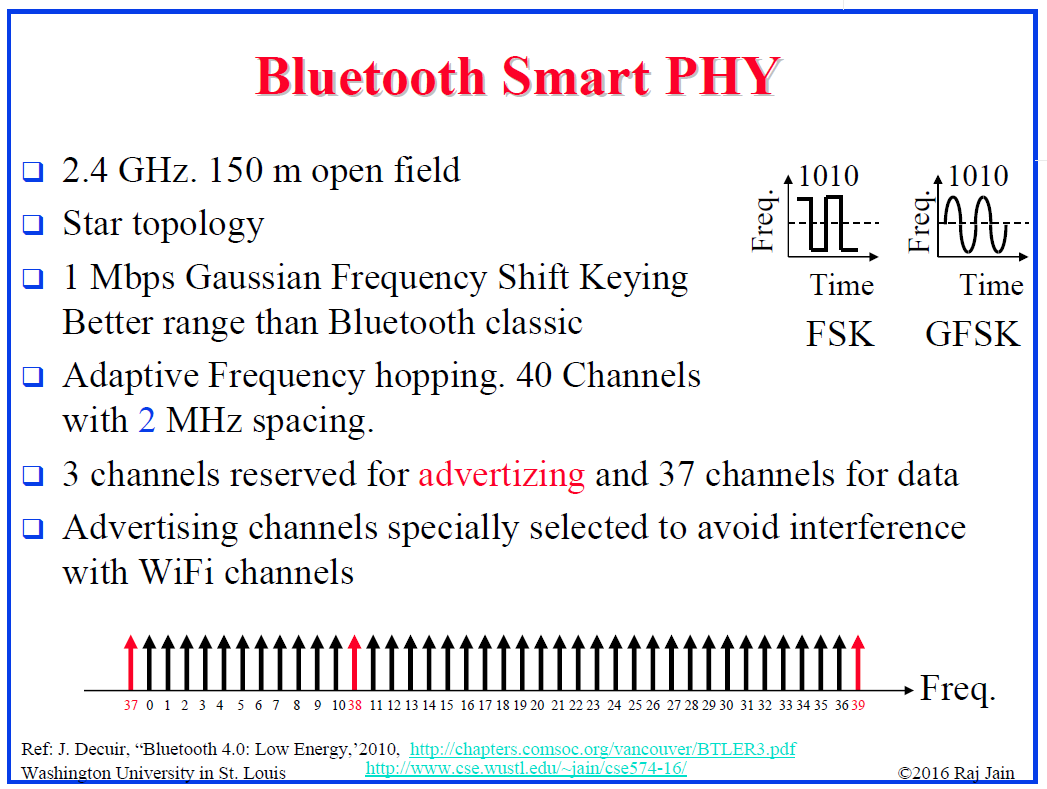 Bluetooth Smart PHY
2.4 GHz. 150 m open field
Star topology
1 Mbps Gaussian Frequency Shift Keying
Better range than Bluetooth classic
Adaptive Frequency hopping. 40 Channels
with 2 MHz spacing.
3 channels reserved for advertizing and 37 channels for data
Advertising channels specially selected to avoid interference
with WiFi channels
1010
Freq.
Time
FSK
1010
Freq.
Time
GFSK
37 0 1 2 3 4 5 6 7 8 9 10 38 11 12 13 14 15 16 17 18 19 20 21 22 23 24 25 26 27 28 29 30 31 32 33 34 35 36 39
Freq.
Ref: J. Decuir, “Bluetooth 4.0: Low Energy,’2010, http://chapters.comsoc.org/vancouver/BTLER3.pdf
Washington University in St. Louis
http://www.cse.wustl.edu/~jain/cse574-16/
©2016 Raj Jain